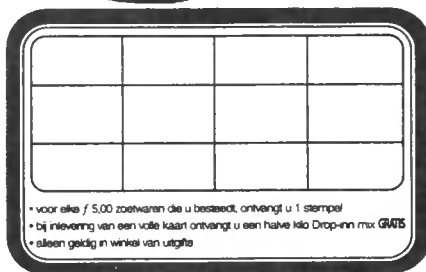 • voor elke ƒ 5,00 zoetwaren die u besteedt, ontvangt u 1 stempel
• bij inlevering van een volle kaart ontvangt u een halve kilo Drop-inn mix GRATIS
• alleen geldig in winkel van uitgifte